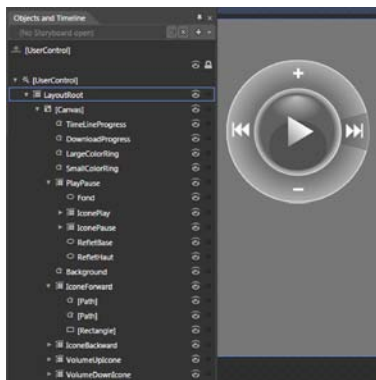 Objects and Timeline
(No Storyboard open)
[UserControl]
[UserControl]
LayoutRoot
[Canvas]
TimeLineProgress
DownloadProgress
LargeColorRing
SmallColorRing
PlayPause
Fond
IconePlay
IconePause
RefletBase
RefletHaut
Background
IconeForward
[Path]
[Path]
[Rectangle]
IconeBackward
VolumeUpIcone
VolumeDownIcone